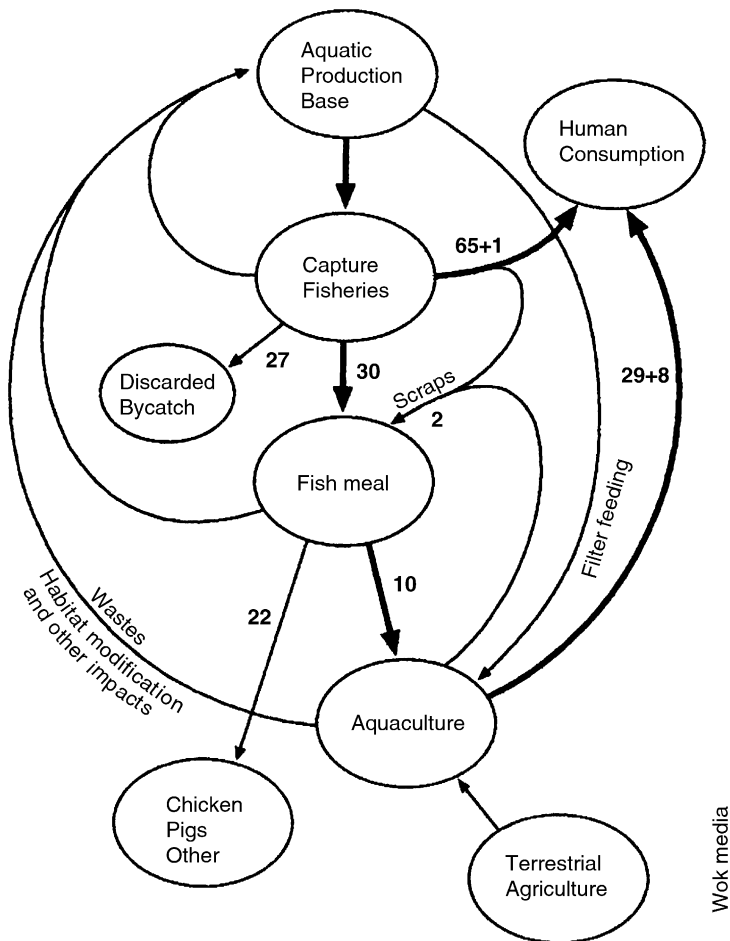 Aquatic
Production
Base
Human
Consumption
65+1
Capture
Fisheries
27
30
29+8
Discarded
Bycatch
Scraps
2
Fish meal
Filter feeding
10
22
Wastes
Habitat modification
and other impacts
Aquaculture
Chicken
Pigs
Other
Terrestrial
Agriculture
Wok media